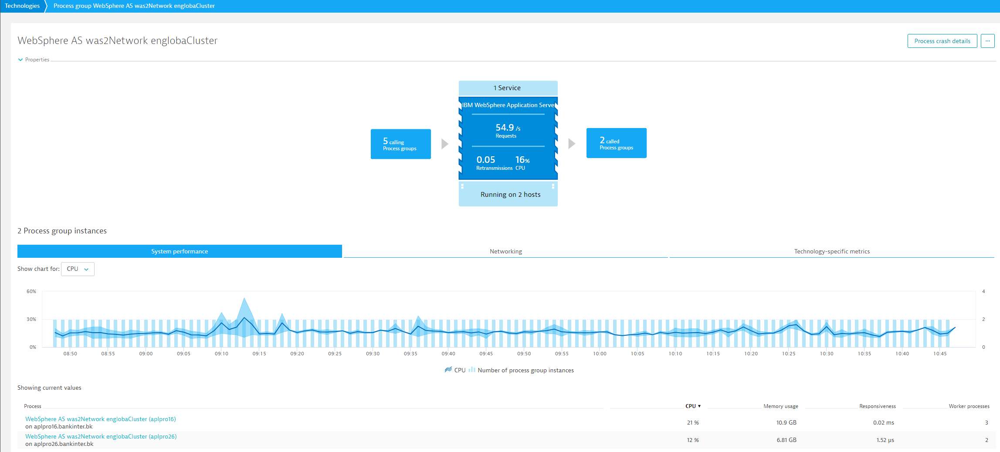 Technologies
Process group WebSphere AS was2Network englobaCluster
WebSphere AS was2Network englobaCluster
Process crash details
...
Properties
1 Service
IBM WebSphere Application Serve
54.9 /s
Requests
0.05
Retransmissions
16%
CPU
5 calling
Process groups
2 called
Process groups
Running on 2 hosts
2 Process group instances
System performance
Networking
Technology-specific metrics
Show chart for: CPU
60%
30%
0%
4
2
0
08:50 08:55 09:00 09:05 09:10 09:15 09:20 09:25 09:30 09:35 09:40 09:45 09:50 09:55 10:00 10:05 10:10 10:15 10:20 10:25 10:30 10:35 10:40 10:45
CPU Number of process group instances
Showing current values
Process CPU ▼ Memory usage Responsiveness Worker processes
WebSphere AS was2Network englobaCluster (aplpro16)
on aplpro16.bankinter.bk
21 % 10.9 GB 0.02 ms 3
WebSphere AS was2Network englobaCluster (aplpro26)
on aplpro26.bankinter.bk
12 % 6.81 GB 1.52 µs 2